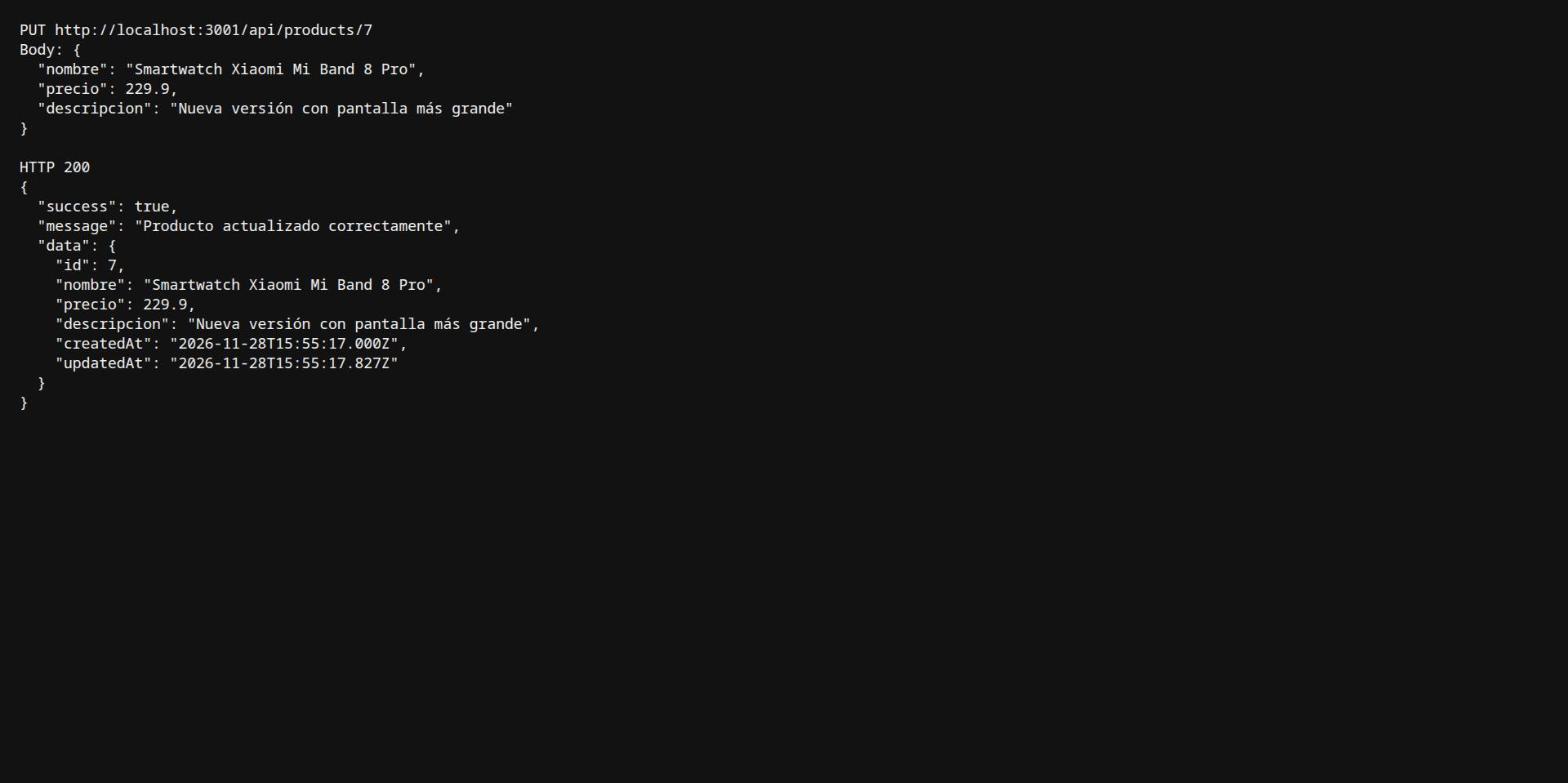 PUT http://localhost:3001/api/products/7
Body: {
  "nombre": "Smartwatch Xiaomi Mi Band 8 Pro",
  "precio": 229.9,
  "descripcion": "Nueva versión con pantalla más grande"
}

HTTP 200
{
  "success": true,
  "message": "Producto actualizado correctamente",
  "data": {
    "id": 7,
    "nombre": "Smartwatch Xiaomi Mi Band 8 Pro",
    "precio": 229.9,
    "descripcion": "Nueva versión con pantalla más grande",
    "createdAt": "2026-11-28T15:55:17.000Z",
    "updatedAt": "2026-11-28T15:55:17.827Z"
  }
}